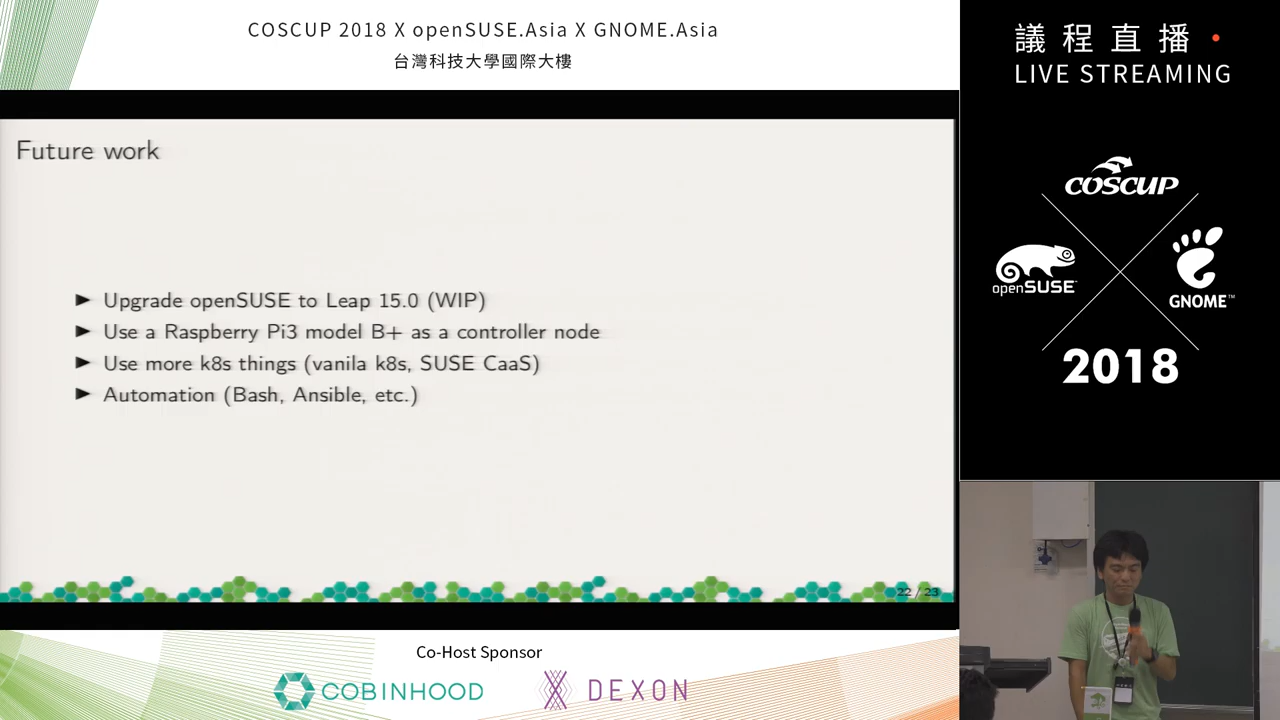 COSCUP 2018 X openSUSE.Asia X GNOME.Asia
台灣科技大學國際大樓
議程直播
LIVE STREAMING
COSCUP
openSUSE
GNOME™
2018
Future work
Upgrade openSUSE to Leap 15.0 (WIP)
Use a Raspberry Pi3 model B+ as a controller node
Use more k8s things (vanila k8s, SUSE CaaS)
Automation (Bash, Ansible, etc.)
22 / 23
Co-Host Sponsor
COBINHOOD
DEXON